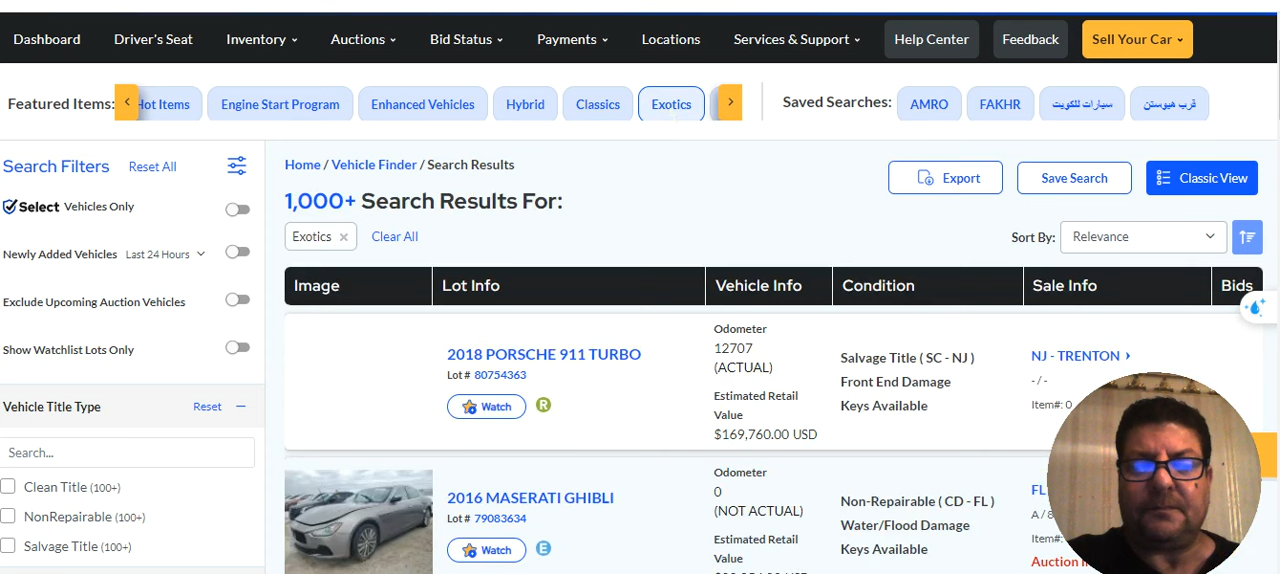 Dashboard Driver's Seat Inventory Auctions Bid Status Payments Locations Services & Support Help Center Feedback Sell Your Car
Featured Items: Hot Items Engine Start Program Enhanced Vehicles Hybrid Classics Exotics Saved Searches: AMRO FAKHR سيارات للكويت قرب هيوستن
Search Filters Reset All
Select Vehicles Only
Newly Added Vehicles Last 24 Hours
Exclude Upcoming Auction Vehicles
Show Watchlist Lots Only
Vehicle Title Type Reset
Search...
Clean Title (100+)
NonRepairable (100+)
Salvage Title (100+)
Home / Vehicle Finder / Search Results
Export Save Search Classic View
1,000+ Search Results For:
Exotics Clear All
Sort By: Relevance
Image Lot Info Vehicle Info Condition Sale Info Bids
2018 PORSCHE 911 TURBO
Lot # 80754363
Watch R
Odometer
12707
(ACTUAL)
Estimated Retail
Value
$169,760.00 USD
Salvage Title ( SC - NJ )
Front End Damage
Keys Available
NJ - TRENTON
- / -
Item#: 0
2016 MASERATI GHIBLI
Lot # 79083634
Watch E
Odometer
0
(NOT ACTUAL)
Estimated Retail
Value
Non-Repairable ( CD - FL )
Water/Flood Damage
Keys Available
FL
A / 8
Item#:
Auction